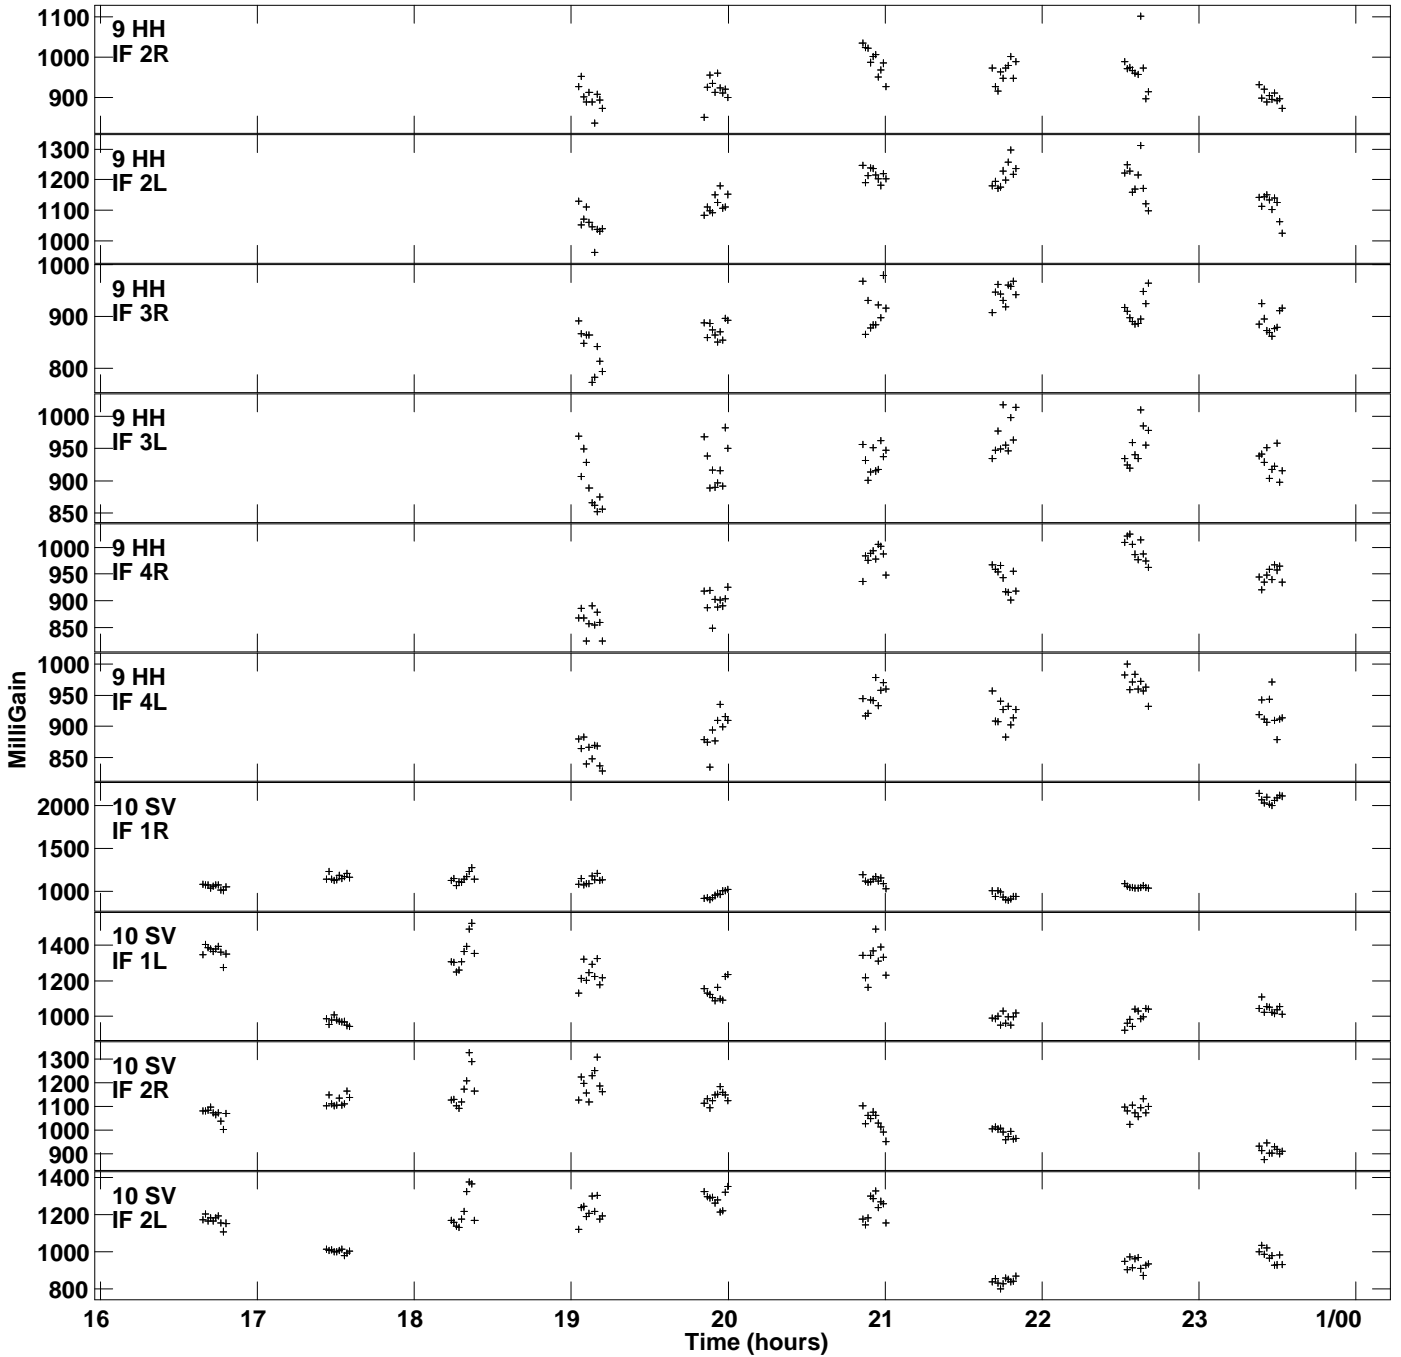 1100
1000
900
9 HH
IF 2R
1300
1200
1100
1000
9 HH
IF 2L
1000
900
800
9 HH
IF 3R
1000
950
900
850
9 HH
IF 3L
1000
950
900
850
9 HH
IF 4R
1000
950
900
850
9 HH
IF 4L
MilliGain
2000
1500
1000
10 SV
IF 1R
1400
1200
1000
10 SV
IF 1L
1300
1200
1100
1000
900
10 SV
IF 2R
1400
1200
1000
800
10 SV
IF 2L
16 17 18 19 20 21 22 23 1/00
Time (hours)